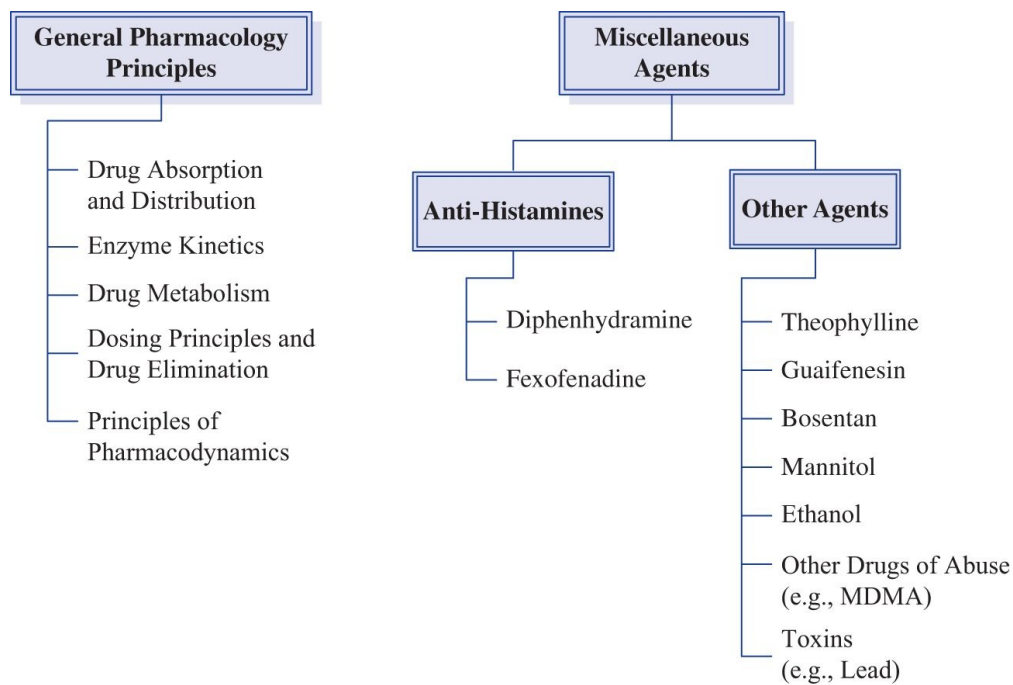 General Pharmacology
Principles
Drug Absorption
and Distribution
Enzyme Kinetics
Drug Metabolism
Dosing Principles and
Drug Elimination
Principles of
Pharmacodynamics
Miscellaneous
Agents
Anti-Histamines
Diphenhydramine
Fexofenadine
Other Agents
Theophylline
Guaifenesin
Bosentan
Mannitol
Ethanol
Other Drugs of Abuse
(e.g., MDMA)
Toxins
(e.g., Lead)